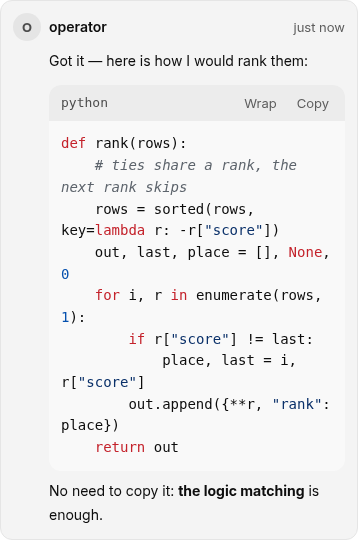 O operator just now
Got it — here is how I would rank them:
python Wrap Copy
def rank(rows):
    # ties share a rank, the
next rank skips
    rows = sorted(rows,
key=lambda r: -r["score"])
    out, last, place = [], None,
0
    for i, r in enumerate(rows,
1):
        if r["score"] != last:
            place, last = i,
r["score"]
        out.append({**r, "rank":
place})
    return out
No need to copy it: the logic matching is
enough.